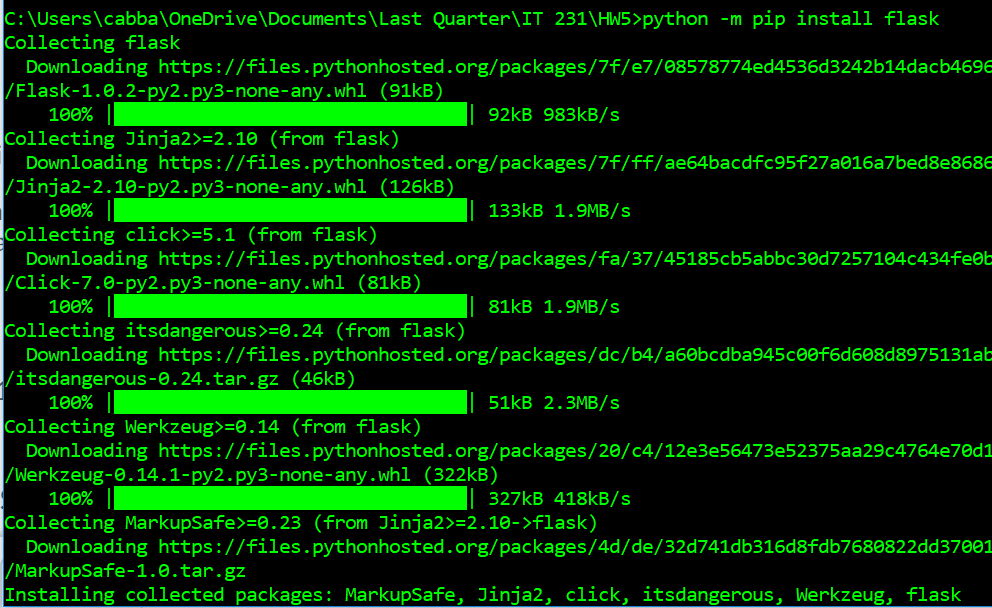 C:\Users\cabba\OneDrive\Documents\Last Quarter\IT 231\HW5>python -m pip install flask
Collecting flask
  Downloading https://files.pythonhosted.org/packages/7f/e7/08578774ed4536d3242b14dacb4696
/Flask-1.0.2-py2.py3-none-any.whl (91kB)
    100% || 92kB 983kB/s
Collecting Jinja2>=2.10 (from flask)
  Downloading https://files.pythonhosted.org/packages/7f/ff/ae64bacdfc95f27a016a7bed8e8686
/Jinja2-2.10-py2.py3-none-any.whl (126kB)
    100% || 133kB 1.9MB/s
Collecting click>=5.1 (from flask)
  Downloading https://files.pythonhosted.org/packages/fa/37/45185cb5abbc30d7257104c434fe0b
/Click-7.0-py2.py3-none-any.whl (81kB)
    100% || 81kB 1.9MB/s
Collecting itsdangerous>=0.24 (from flask)
  Downloading https://files.pythonhosted.org/packages/dc/b4/a60bcdba945c00f6d608d8975131ab
/itsdangerous-0.24.tar.gz (46kB)
    100% || 51kB 2.3MB/s
Collecting Werkzeug>=0.14 (from flask)
  Downloading https://files.pythonhosted.org/packages/20/c4/12e3e56473e52375aa29c4764e70d1
/Werkzeug-0.14.1-py2.py3-none-any.whl (322kB)
    100% || 327kB 418kB/s
Collecting MarkupSafe>=0.23 (from Jinja2>=2.10->flask)
  Downloading https://files.pythonhosted.org/packages/4d/de/32d741db316d8fdb7680822dd37001
/MarkupSafe-1.0.tar.gz
Installing collected packages: MarkupSafe, Jinja2, click, itsdangerous, Werkzeug, flask